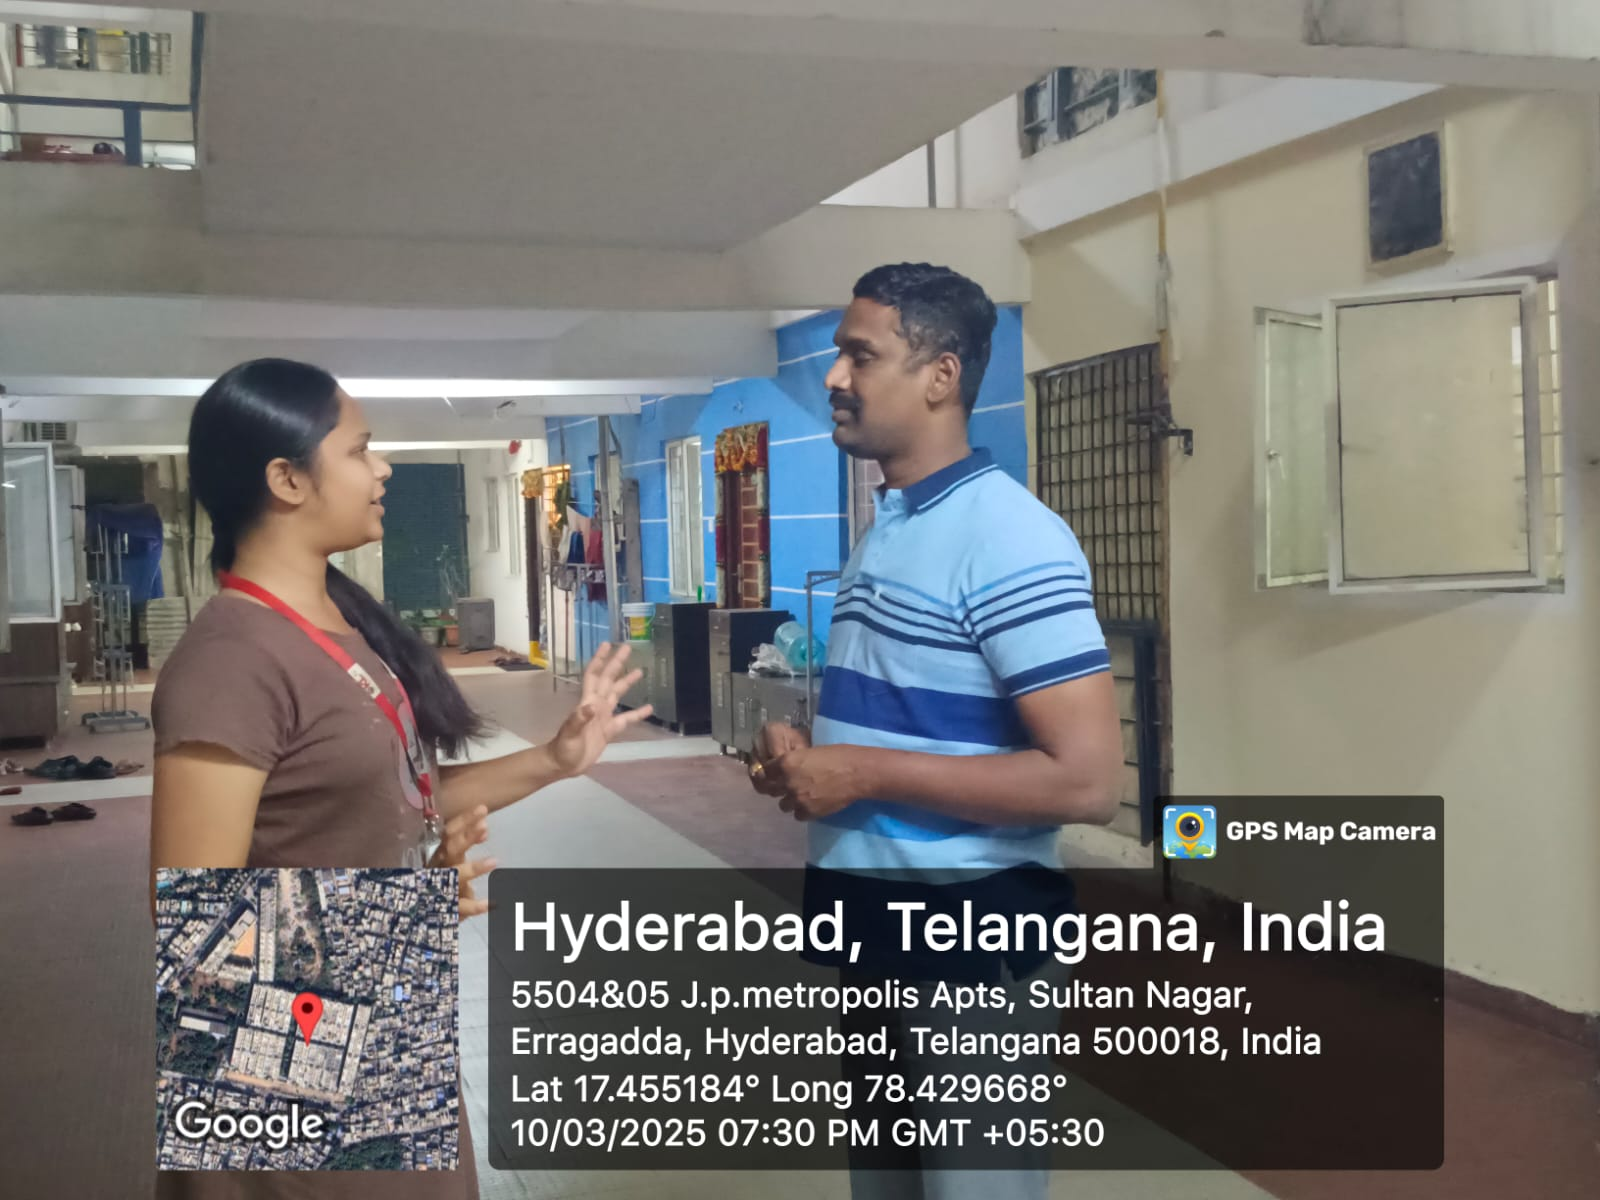 GPS Map Camera
Hyderabad, Telangana, India
5504&05 J.p.metropolis Apts, Sultan Nagar,
Erragadda, Hyderabad, Telangana 500018, India
Lat 17.455184° Long 78.429668°
10/03/2025 07:30 PM GMT +05:30
Google